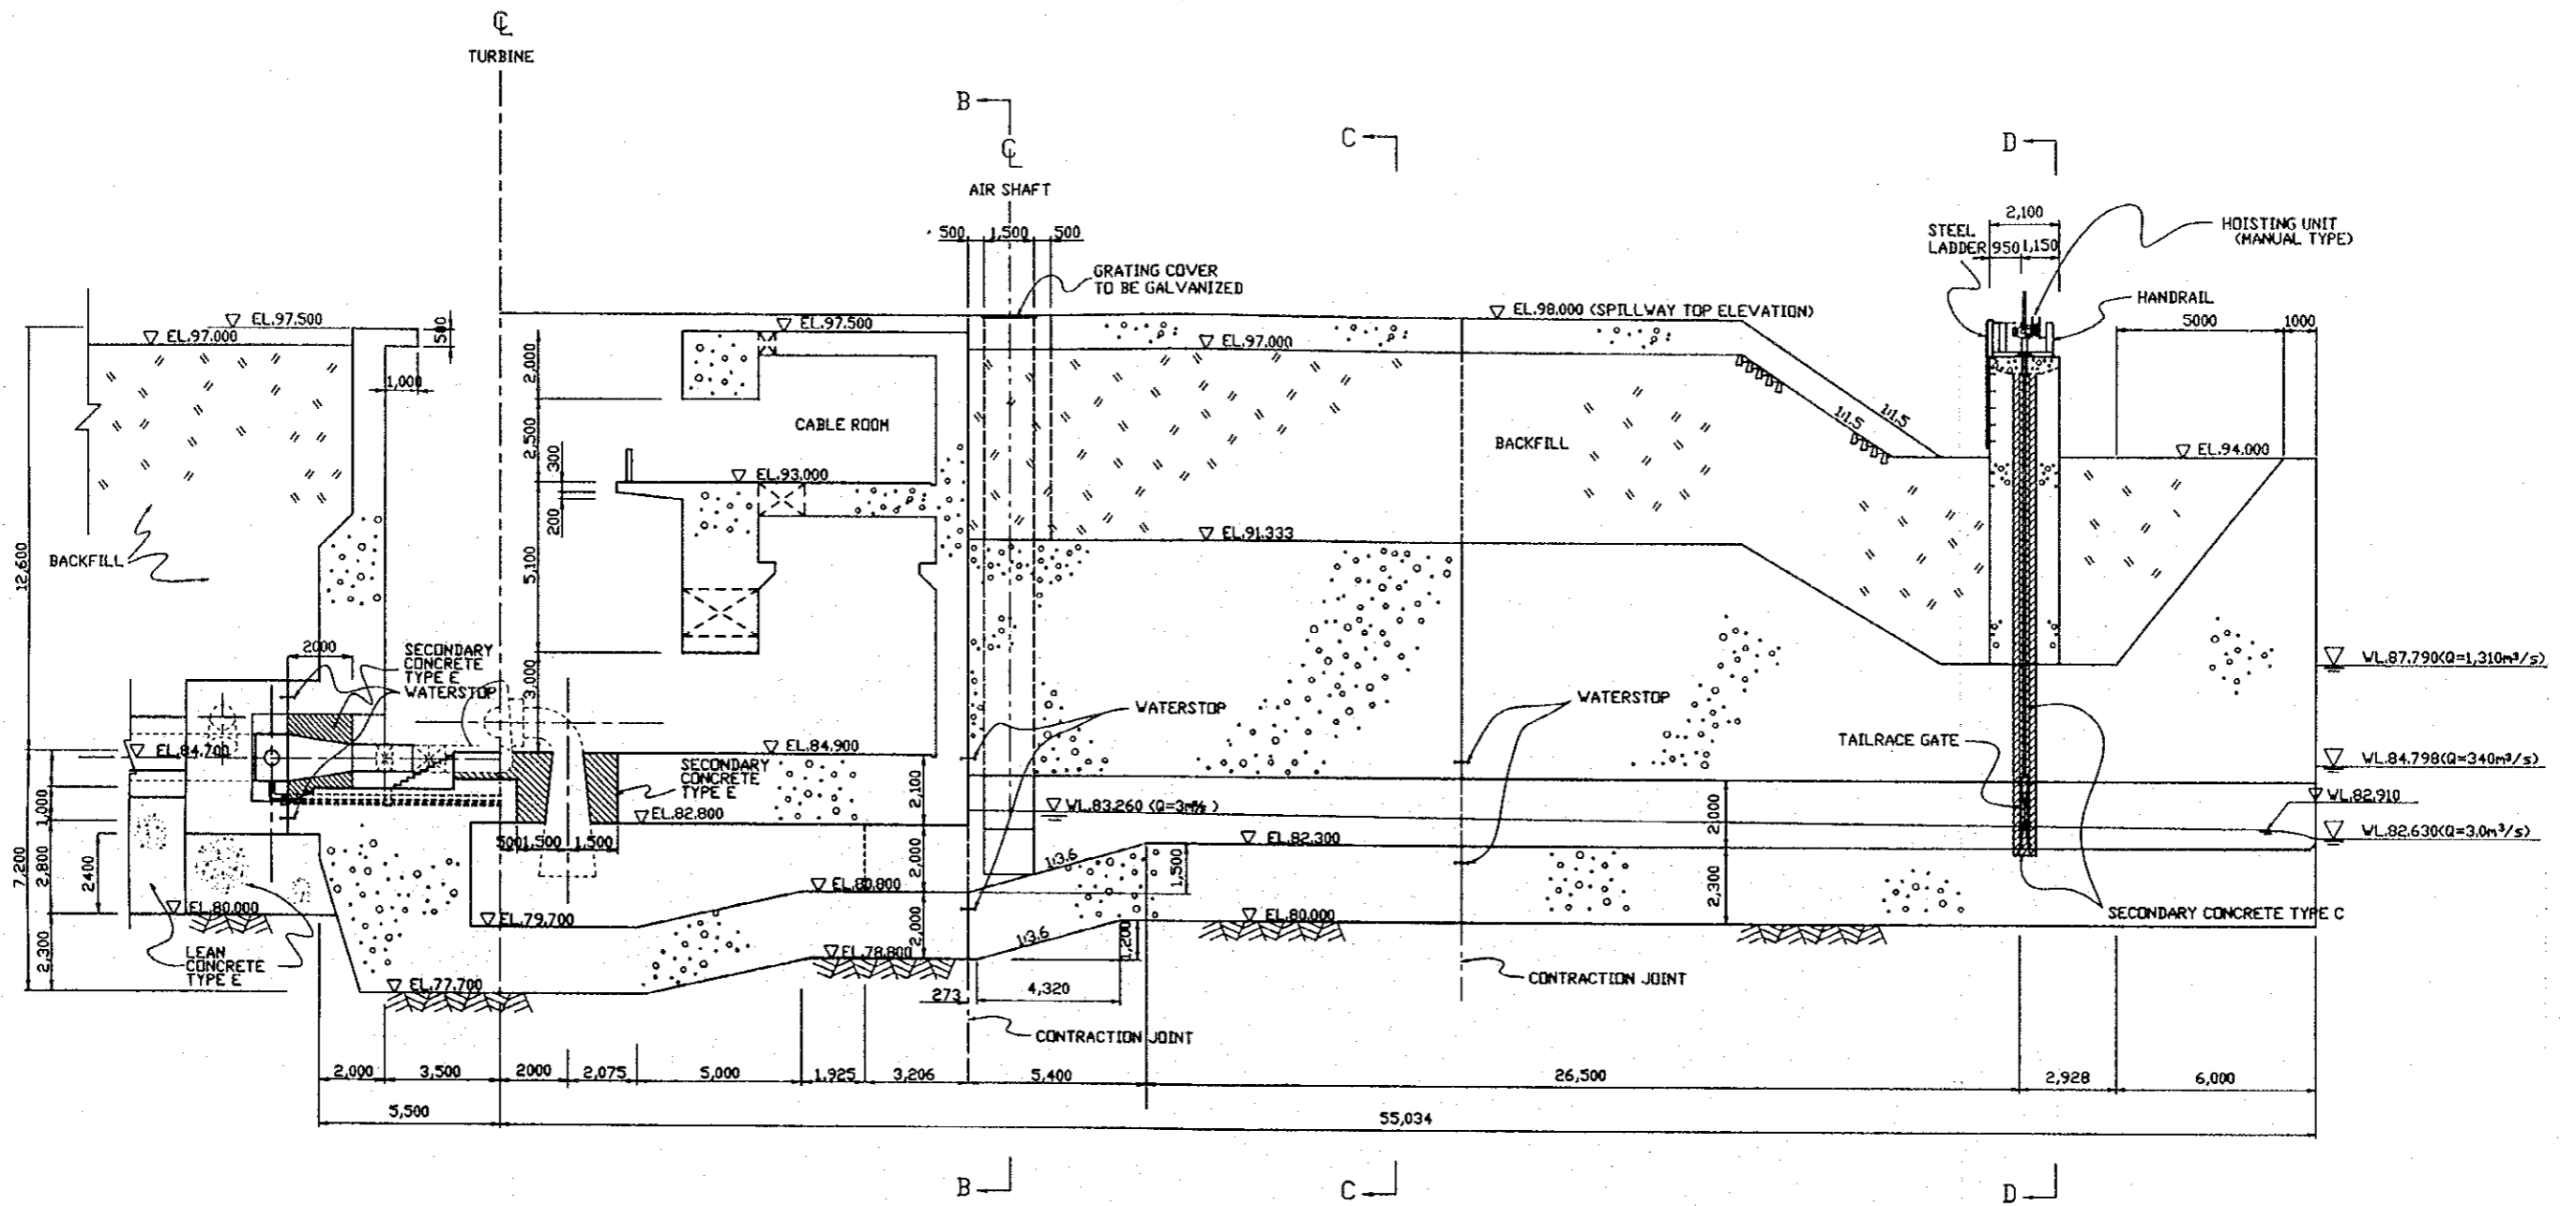 ℄
TURBINE
B
C
D
℄
AIR SHAFT
500
1,500
500
2,100
STEEL
LADDER
950
1,150
HOISTING UNIT
(MANUAL TYPE)
GRATING COVER
TO BE GALVANIZED
HANDRAIL
5000
1000
EL.97.500
EL.97.000
500
1,000
EL.97.500
EL.98.000 (SPILLWAY TOP ELEVATION)
EL.97.000
2,000
2,500
CABLE ROOM
1:1.5
1:1.5
BACKFILL
EL.94.000
300
EL.93.000
200
EL.91.333
5,100
12,600
BACKFILL
2000
SECONDARY
CONCRETE
TYPE E
WATERSTOP
3,000
WATERSTOP
WATERSTOP
WL.87.790(Q=1,310m³/s)
EL.84.700
EL.84.900
SECONDARY
CONCRETE
TYPE E
TAILRACE GATE
WL.84.798(Q=340m³/s)
2,100
1,000
EL.82.800
WL.83.260
2,000
WL.82.910
5001,500
1,500
EL.82.300
WL.82.630(Q=3.0m³/s)
7,200
2,800
2400
2,000
1:3.6
1,500
EL.80.800
2,300
EL.80.000
EL.79.700
2,000
EL.80.000
SECONDARY CONCRETE TYPE C
1:3.6
1,200
LEAN
CONCRETE
TYPE E
EL.78.800
2,300
EL.77.700
273
4,320
CONTRACTION JOINT
CONTRACTION JOINT
2,000
3,500
2000
2,075
5,000
1,925
3,206
5,400
26,500
2,928
6,000
5,500
55,034
B
C
D